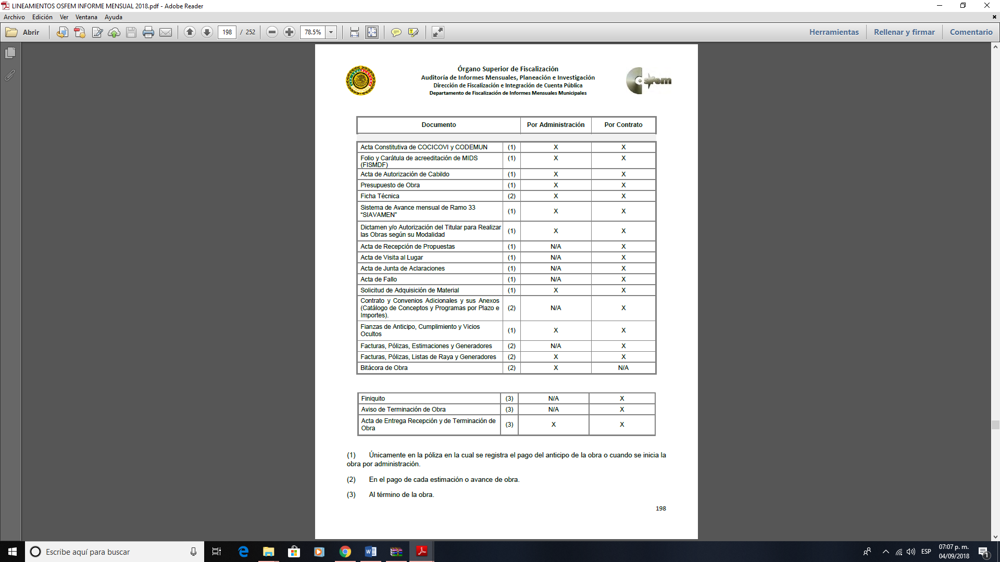 LINEAMIENTOS OSFEM INFORME MENSUAL 2018.pdf - Adobe Reader
Archivo Edición Ver Ventana Ayuda
Abrir 198 / 252 78.5% Herramientas Rellenar y firmar Comentario
Órgano Superior de Fiscalización
Auditoría de Informes Mensuales, Planeación e Investigación
Dirección de Fiscalización e Integración de Cuenta Pública
Departamento de Fiscalización de Informes Mensuales Municipales
sfem
Documento Por Administración Por Contrato
Acta Constitutiva de COCICOVI y CODEMUN (1) X X
Folio y Carátula de acreeditación de MIDS (1) X X
(FISMDF)
Acta de Autorización de Cabildo (1) X X
Presupuesto de Obra (1) X X
Ficha Técnica (2) X X
Sistema de Avance mensual de Ramo 33
“SIAVAMEN” (1) X X
Dictamen y/o Autorización del Titular para Realizar
las Obras según su Modalidad (1) X X
Acta de Recepción de Propuestas (1) N/A X
Acta de Visita al Lugar (1) N/A X
Acta de Junta de Aclaraciones (1) N/A X
Acta de Fallo (1) N/A X
Solicitud de Adquisición de Material (1) X X
Contrato y Convenios Adicionales y sus Anexos
(Catálogo de Conceptos y Programas por Plazo e (2) N/A X
Importes).
Fianzas de Anticipo, Cumplimiento y Vicios
Ocultos (1) X X
Facturas, Pólizas, Estimaciones y Generadores (2) N/A X
Facturas, Pólizas, Listas de Raya y Generadores (2) X X
Bitácora de Obra (2) X N/A
Finiquito (3) N/A X
Aviso de Terminación de Obra (3) N/A X
Acta de Entrega Recepción y de Terminación de
Obra (3) X X
(1) Únicamente en la póliza en la cual se registra el pago del anticipo de la obra o cuando se inicia la
obra por administración.
(2) En el pago de cada estimación o avance de obra.
(3) Al término de la obra.
198
Escribe aquí para buscar
ESP
07:07 p. m.
04/09/2018
1